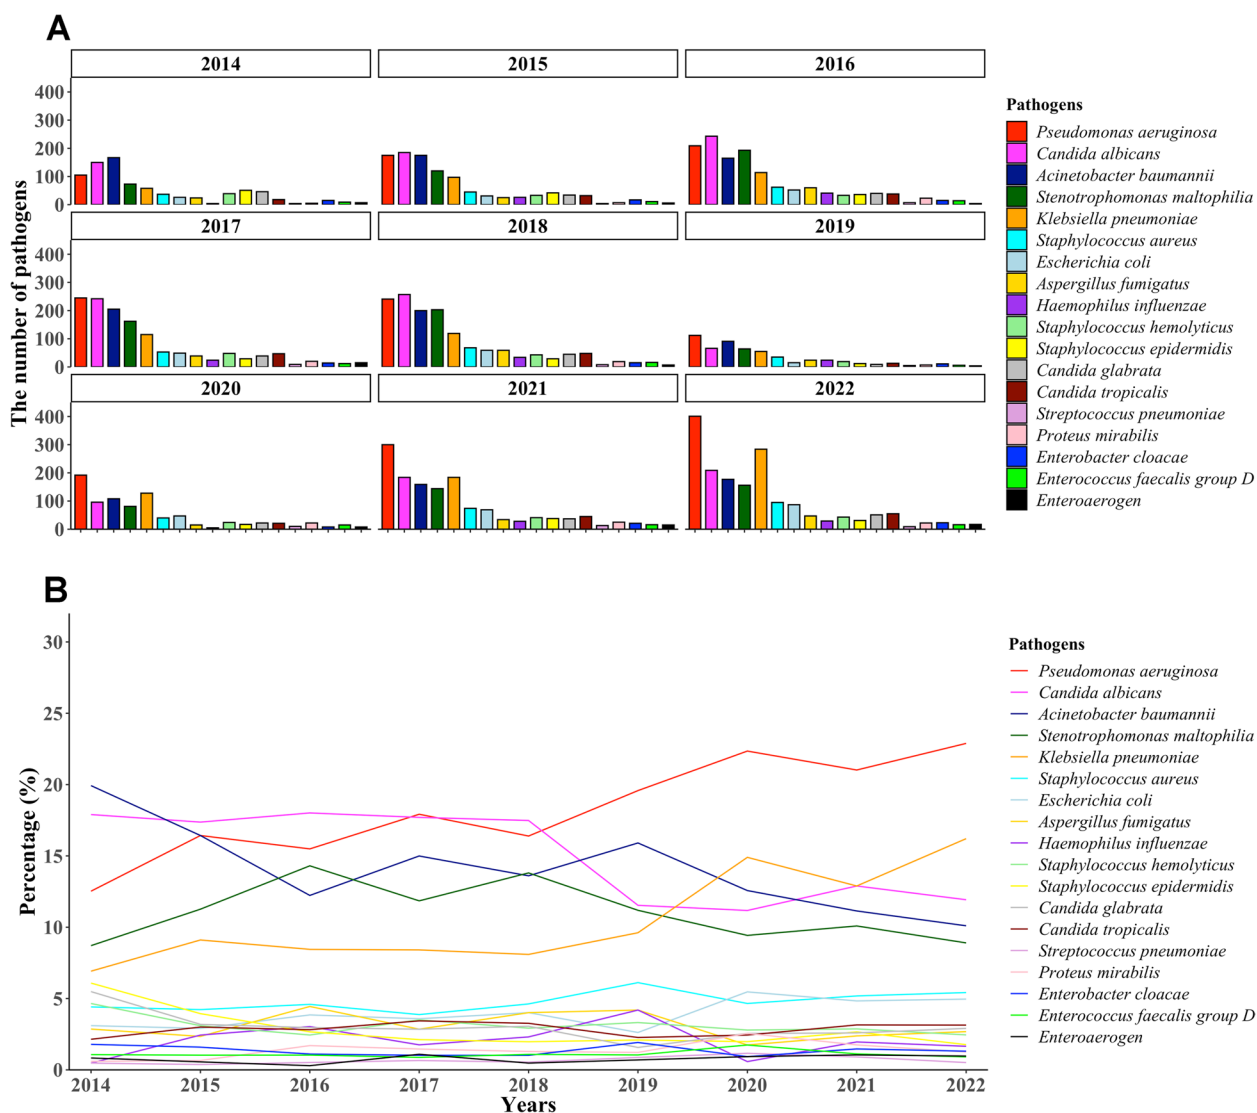 A
2014
2015
2016
400
300
200
100
0
2017
2018
2019
400
300
200
100
0
2020
2021
2022
400
300
200
100
0
The number of pathogens
Pathogens
Pseudomonas aeruginosa
Candida albicans
Acinetobacter baumannii
Stenotrophomonas maltophilia
Klebsiella pneumoniae
Staphylococcus aureus
Escherichia coli
Aspergillus fumigatus
Haemophilus influenzae
Staphylococcus hemolyticus
Staphylococcus epidermidis
Candida glabrata
Candida tropicalis
Streptococcus pneumoniae
Proteus mirabilis
Enterobacter cloacae
Enterococcus faecalis group D
Enteroaerogen
B
30
25
20
15
10
5
0
Percentage (%)
2014 2015 2016 2017 2018 2019 2020 2021 2022
Years
Pathogens
Pseudomonas aeruginosa
Candida albicans
Acinetobacter baumannii
Stenotrophomonas maltophilia
Klebsiella pneumoniae
Staphylococcus aureus
Escherichia coli
Aspergillus fumigatus
Haemophilus influenzae
Staphylococcus hemolyticus
Staphylococcus epidermidis
Candida glabrata
Candida tropicalis
Streptococcus pneumoniae
Proteus mirabilis
Enterobacter cloacae
Enterococcus faecalis group D
Enteroaerogen